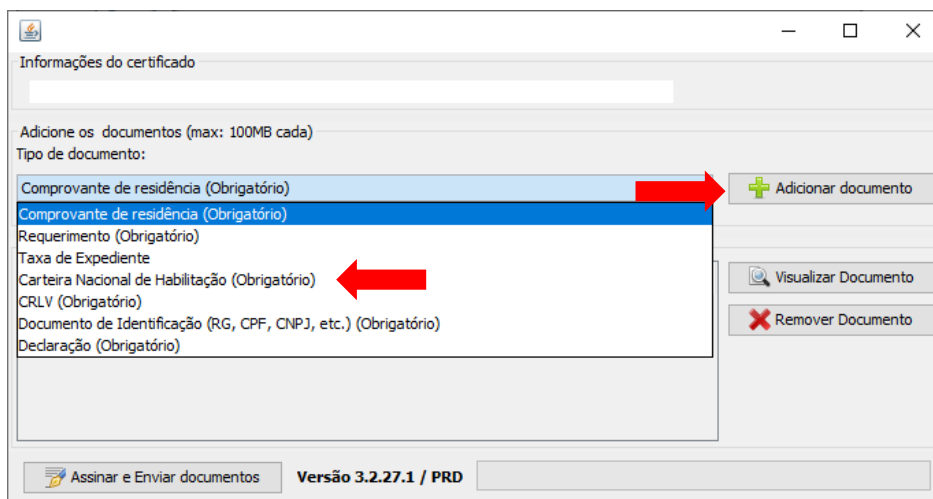 Informações do certificado
Adicione os documentos (max: 100MB cada)
Tipo de documento:
Comprovante de residência (Obrigatório)
Adicionar documento
Comprovante de residência (Obrigatório)
Requerimento (Obrigatório)
Taxa de Expediente
Carteira Nacional de Habilitação (Obrigatório)
CRLV (Obrigatório)
Documento de Identificação (RG, CPF, CNPJ, etc.) (Obrigatório)
Declaração (Obrigatório)
Visualizar Documento
Remover Documento
Assinar e Enviar documentos
Versão 3.2.27.1 / PRD